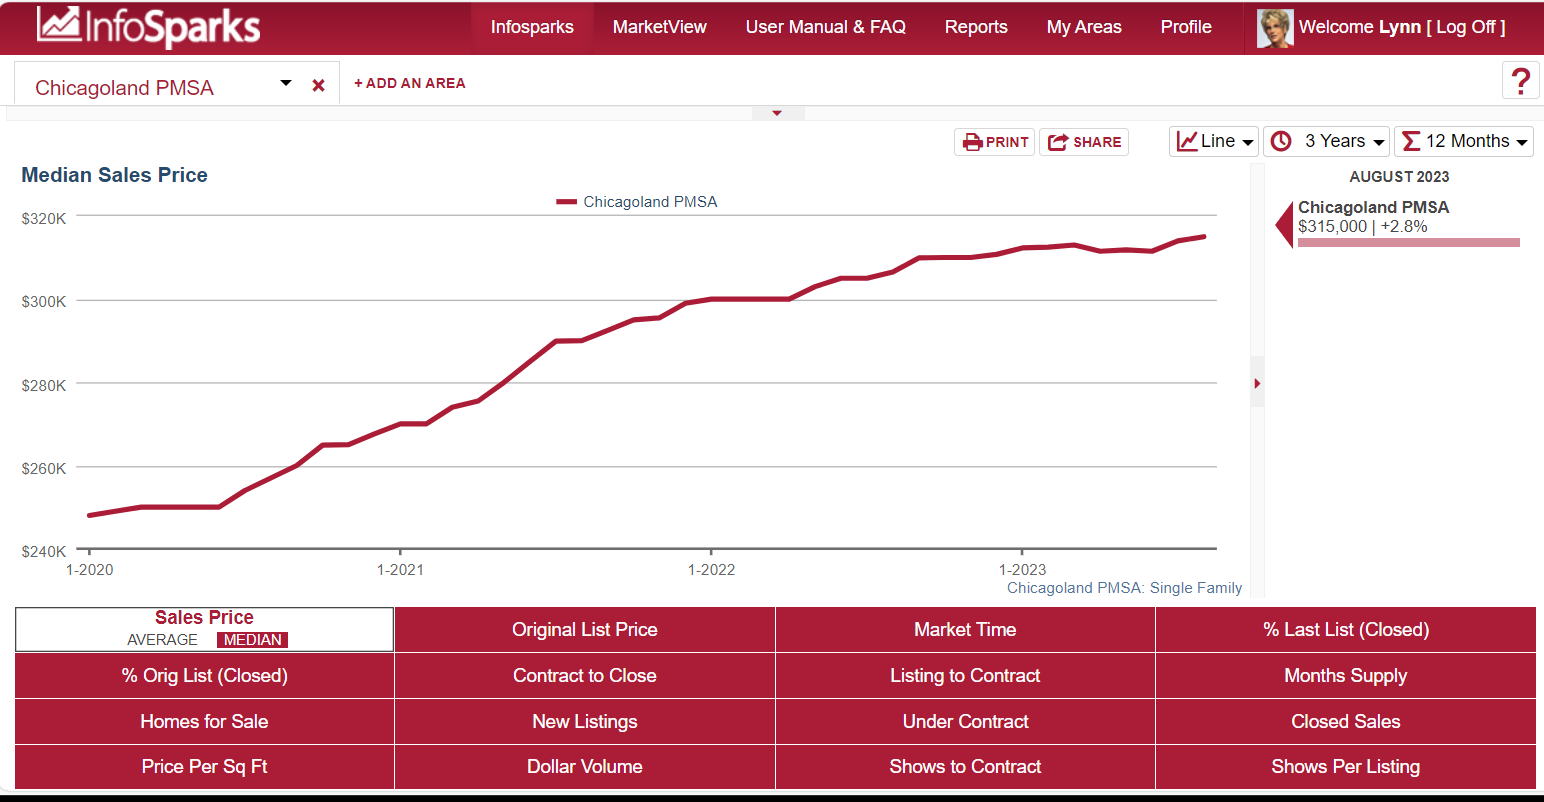 InfoSparks
Infosparks MarketView User Manual & FAQ Reports My Areas Profile Welcome Lynn [ Log Off ]
Chicagoland PMSA + ADD AN AREA ?
PRINT SHARE Line 3 Years 12 Months
Median Sales Price
Chicagoland PMSA
AUGUST 2023
Chicagoland PMSA
$315,000 | +2.8%
$320K
$300K
$280K
$260K
$240K
1-2020 1-2021 1-2022 1-2023
Chicagoland PMSA: Single Family
Sales Price
AVERAGE MEDIAN
Original List Price Market Time % Last List (Closed)
% Orig List (Closed) Contract to Close Listing to Contract Months Supply
Homes for Sale New Listings Under Contract Closed Sales
Price Per Sq Ft Dollar Volume Shows to Contract Shows Per Listing